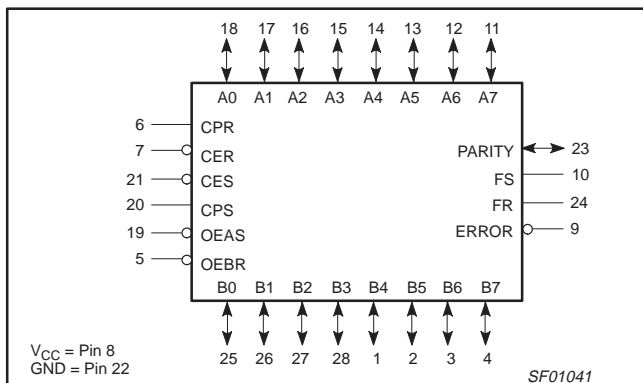 18 17 16 15 14 13 12 11
A0 A1 A2 A3 A4 A5 A6 A7
6 CPR
7 CER
PARITY 23
21 CES
FS 10
20 CPS
FR 24
19 OEAS
ERROR 9
5 OEBR
B0 B1 B2 B3 B4 B5 B6 B7
25 26 27 28 1 2 3 4
VCC = Pin 8
GND = Pin 22
SF01041